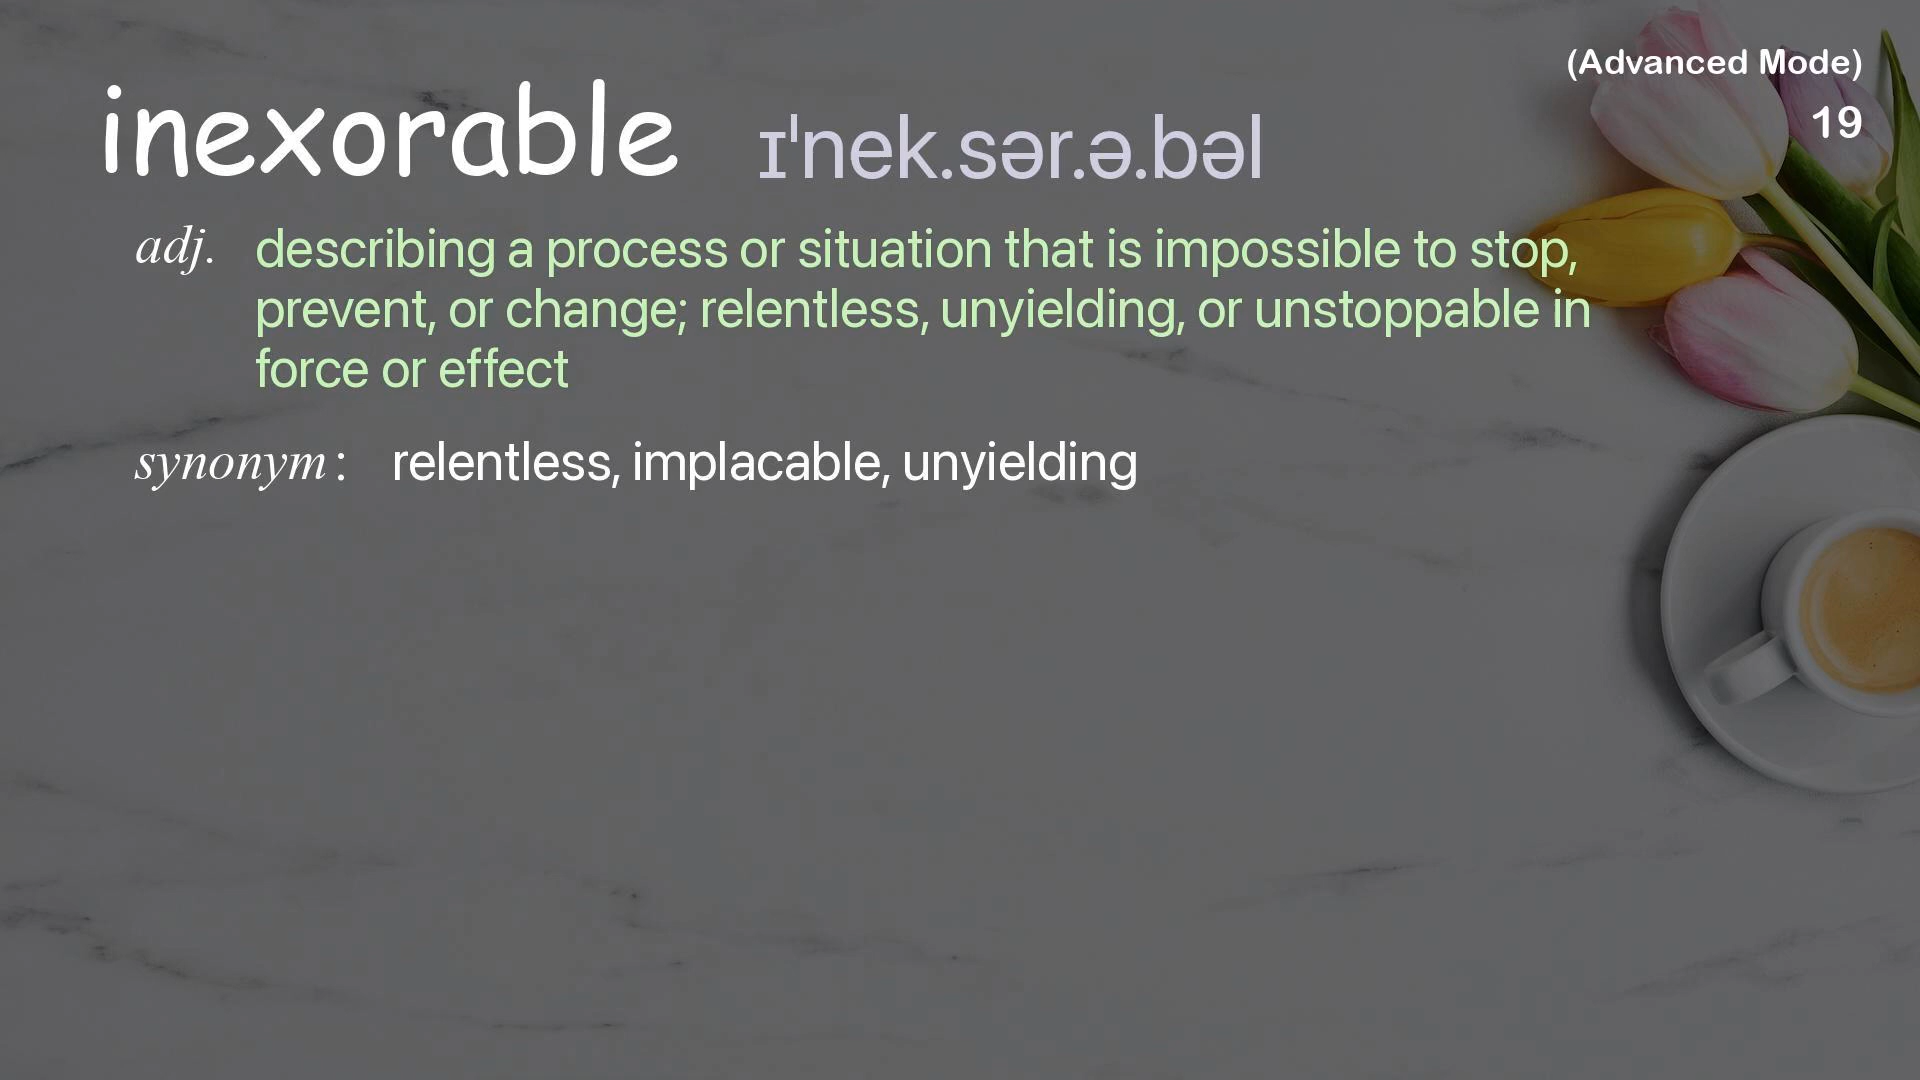 (Advanced Mode)
19
inexorable ɪˈnek.sər.ə.bəl
adj. describing a process or situation that is impossible to stop,
prevent, or change; relentless, unyielding, or unstoppable in
force or effect
synonym: relentless, implacable, unyielding